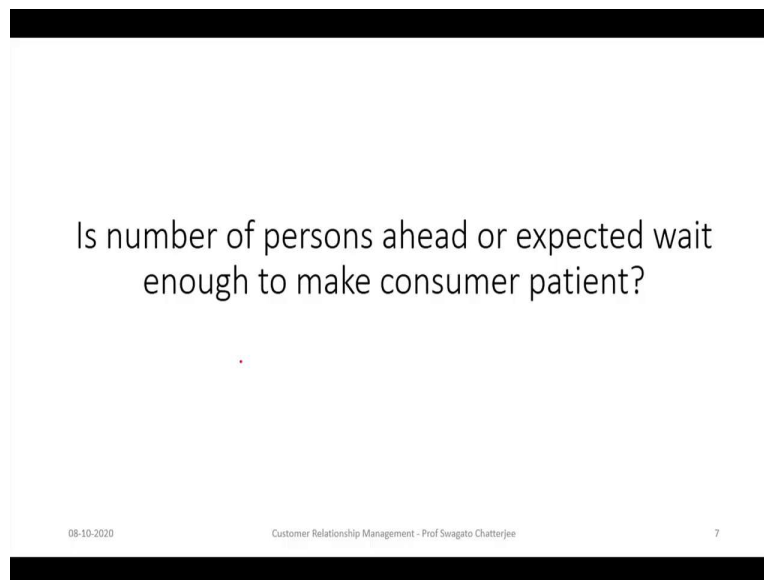 Is number of persons ahead or expected wait
enough to make consumer patient?
08-10-2020
Customer Relationship Management - Prof Swagato Chatterjee
7